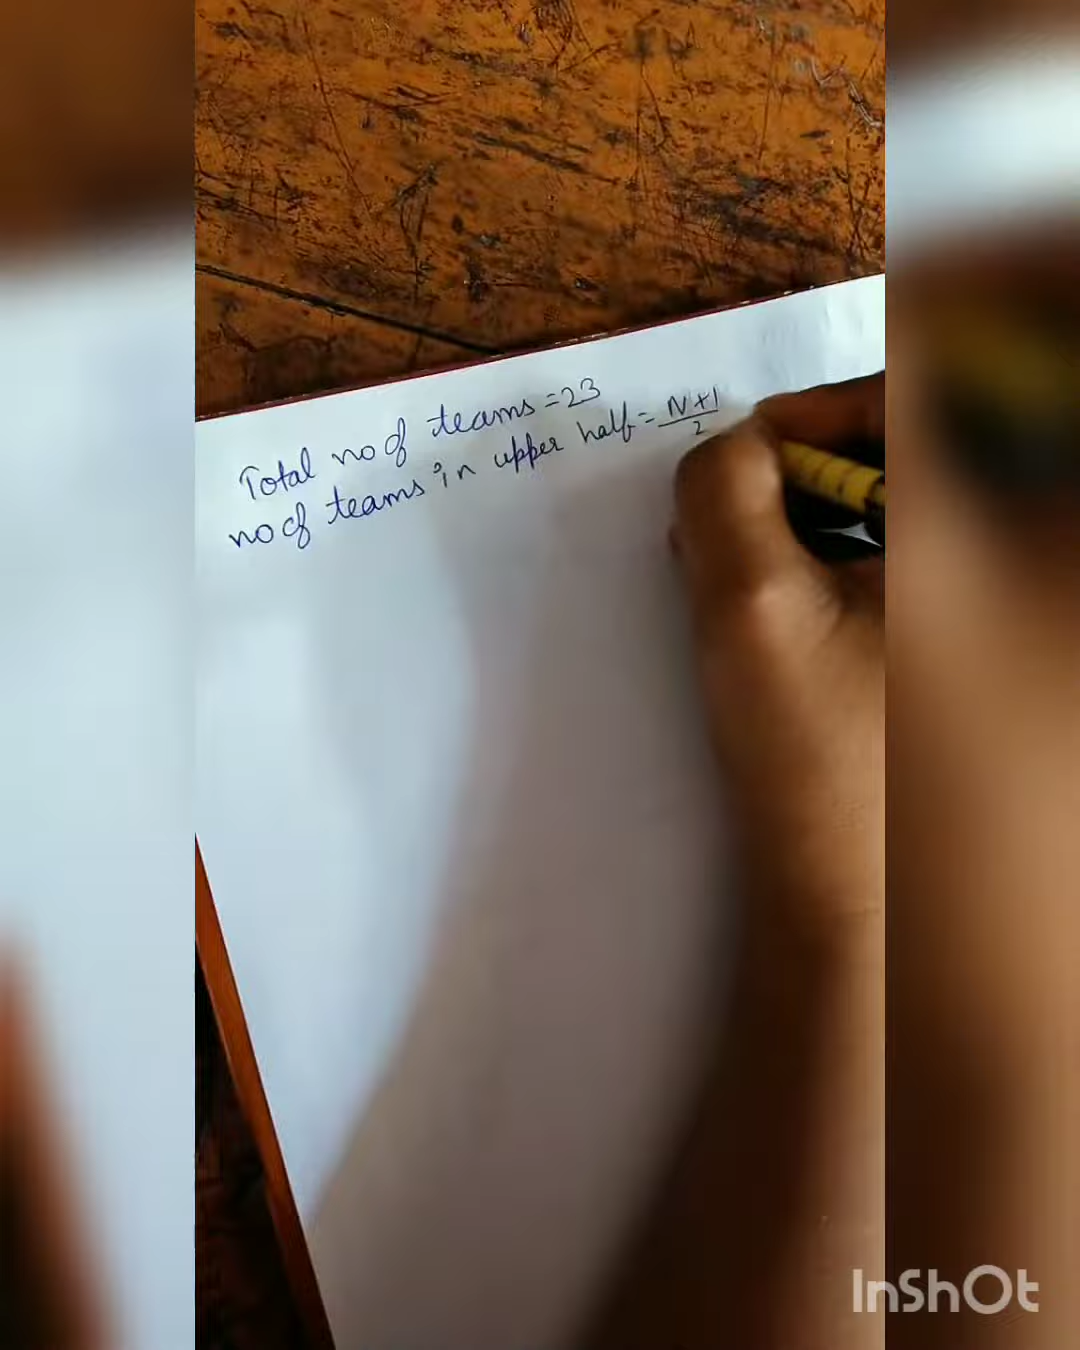 Total no of teams = 23
no of teams in upper half = N+1/2
InShOt